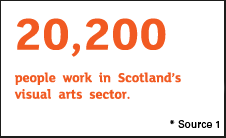 20,200
people work in Scotland's
visual arts sector.
* Source 1